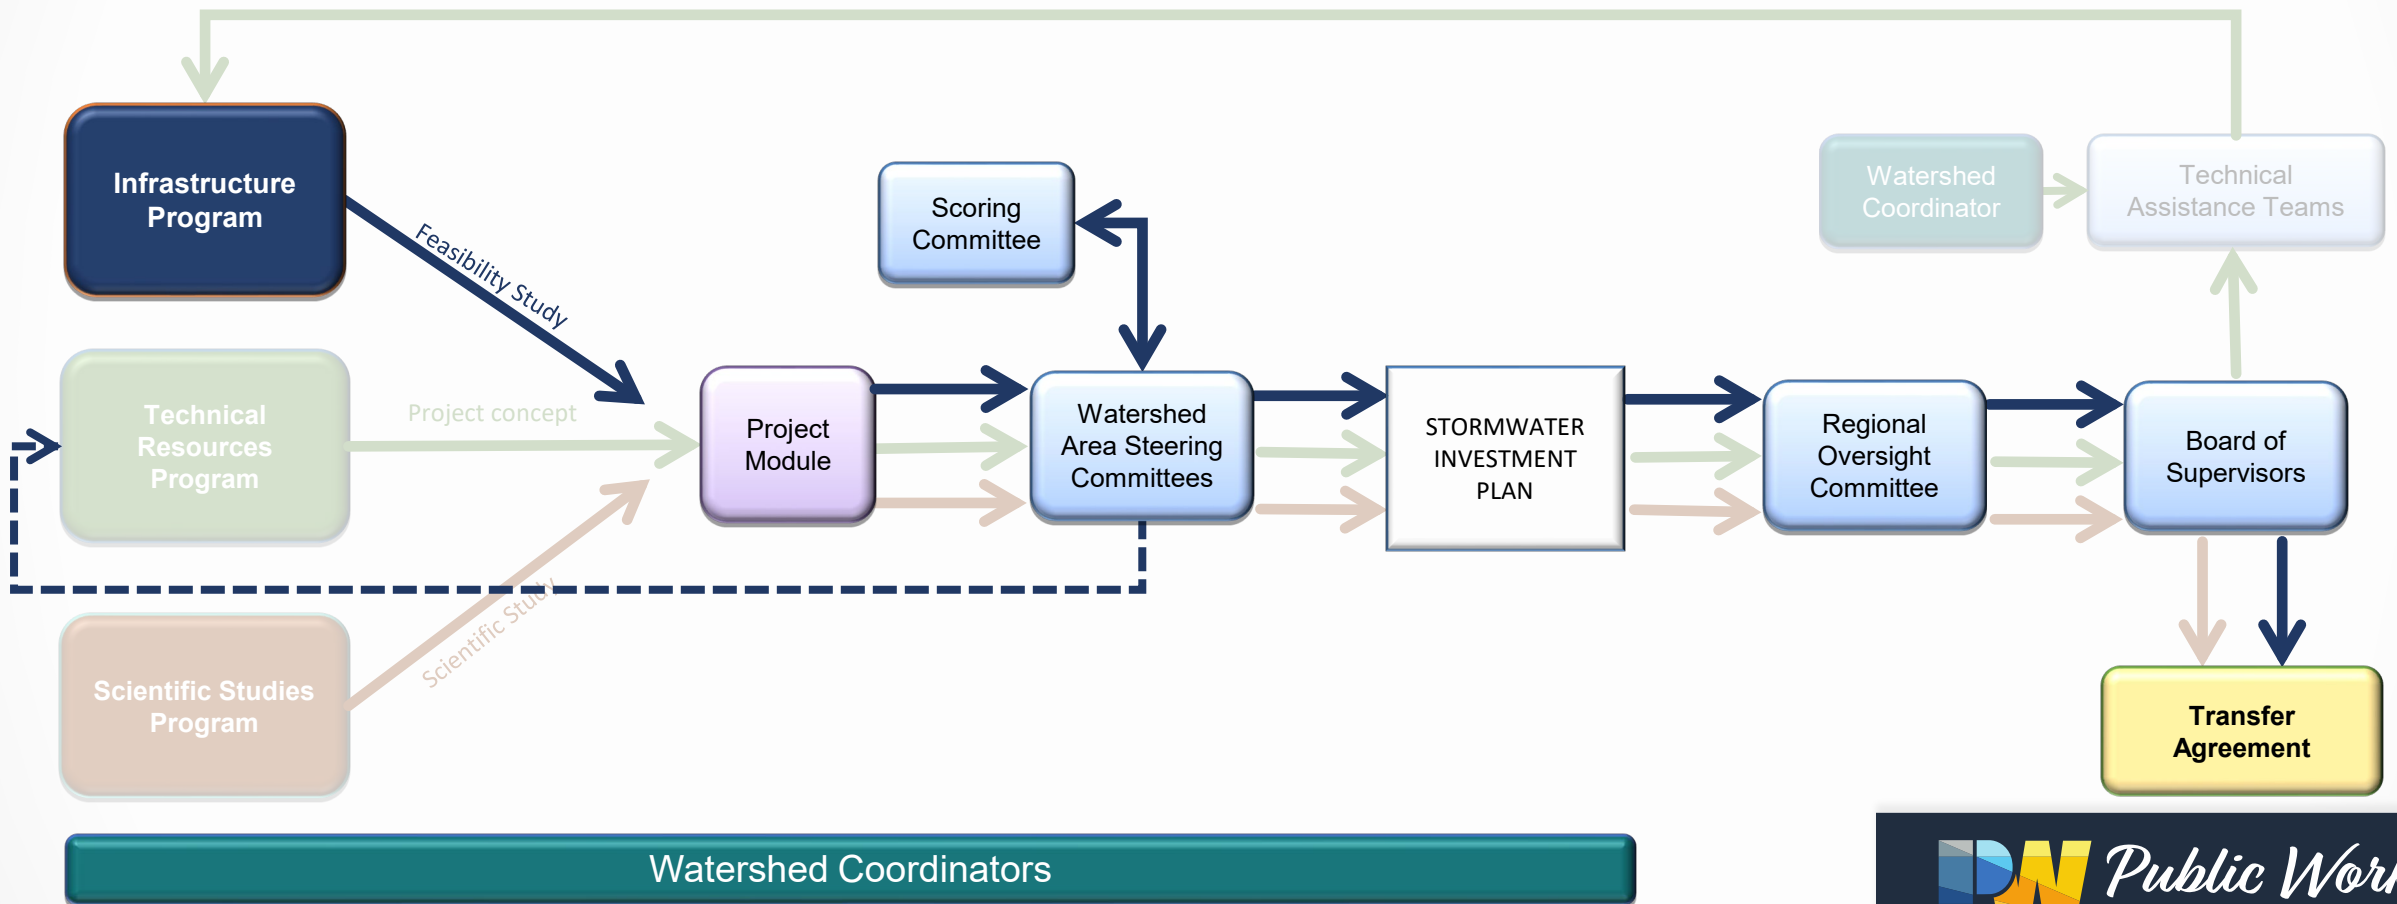 Infrastructure
Program
Feasibility Study
Scoring
Committee
Watershed
Coordinator
Technical
Assistance Teams
Technical
Resources
Program
Project concept
Project
Module
Watershed
Area Steering
Committees
STORMWATER
INVESTMENT
PLAN
Regional
Oversight
Committee
Board of
Supervisors
Scientific Studies
Program
Scientific Study
Transfer
Agreement
Watershed Coordinators
PW Public